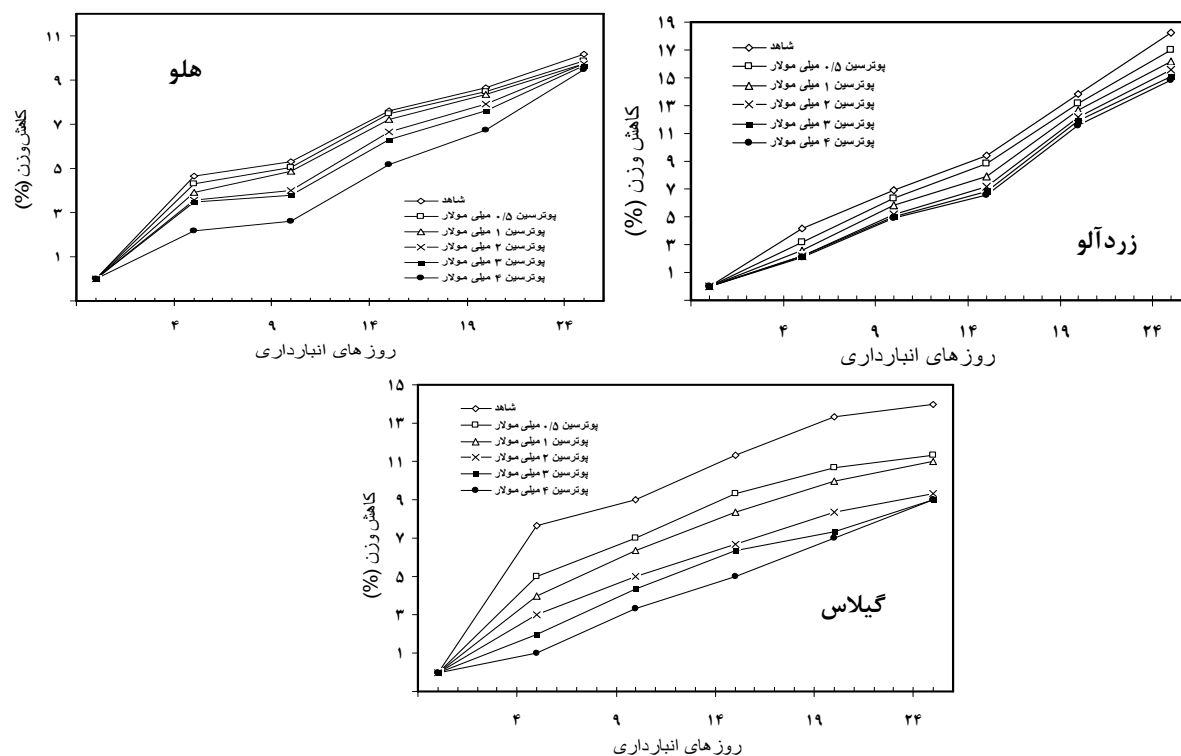 هلو
کاهش وزن (%)
۱۱
۹
۷
۵
۳
۱
شاهد
پوترسین ۰/۵ میلی مولار
پوترسین ۱ میلی مولار
پوترسین ۲ میلی مولار
پوترسین ۳ میلی مولار
پوترسین ۴ میلی مولار
۴ ۹ ۱۴ ۱۹ ۲۴
روزهای انبارداری
زردآلو
کاهش وزن (%)
۱۹
۱۷
۱۵
۱۳
۱۱
۹
۷
۵
۳
۱
شاهد
پوترسین ۰/۵ میلی مولار
پوترسین ۱ میلی مولار
پوترسین ۲ میلی مولار
پوترسین ۳ میلی مولار
پوترسین ۴ میلی مولار
۴ ۹ ۱۴ ۱۹ ۲۴
روزهای انبارداری
گیلاس
کاهش وزن (%)
۱۵
۱۳
۱۱
۹
۷
۵
۳
۱
شاهد
پوترسین ۰/۵ میلی مولار
پوترسین ۱ میلی مولار
پوترسین ۲ میلی مولار
پوترسین ۳ میلی مولار
پوترسین ۴ میلی مولار
۴ ۹ ۱۴ ۱۹ ۲۴
روزهای انبارداری